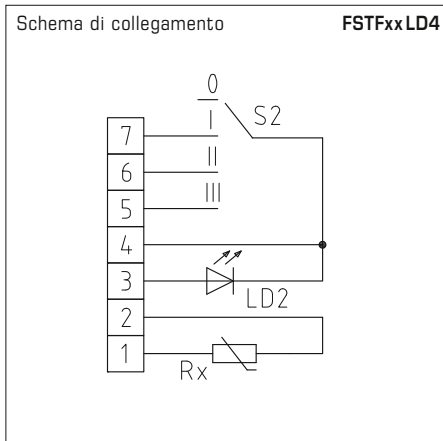 Schema di collegamento FSTFxxLD4
0
S2
7 I
6 II
5 III
4
3
LD2
2
1
Rx